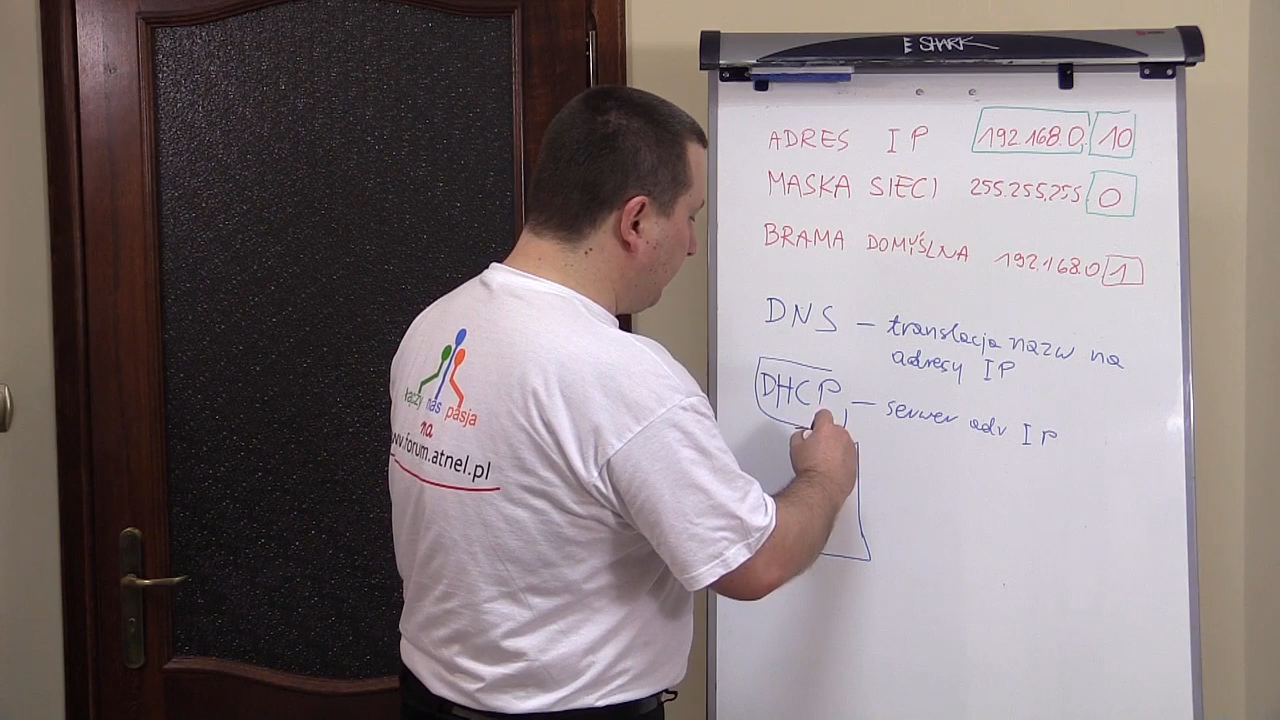 E SHARK
ADRES IP 192.168.0.10
MASKA SIECI 255.255.255 0
BRAMA DOMYŚLNA 192.168.0 1
DNS – translacja nazw na
adresy IP
DHCP – serwer adr IP
łączy nas pasja
na
www.forum.atnel.pl